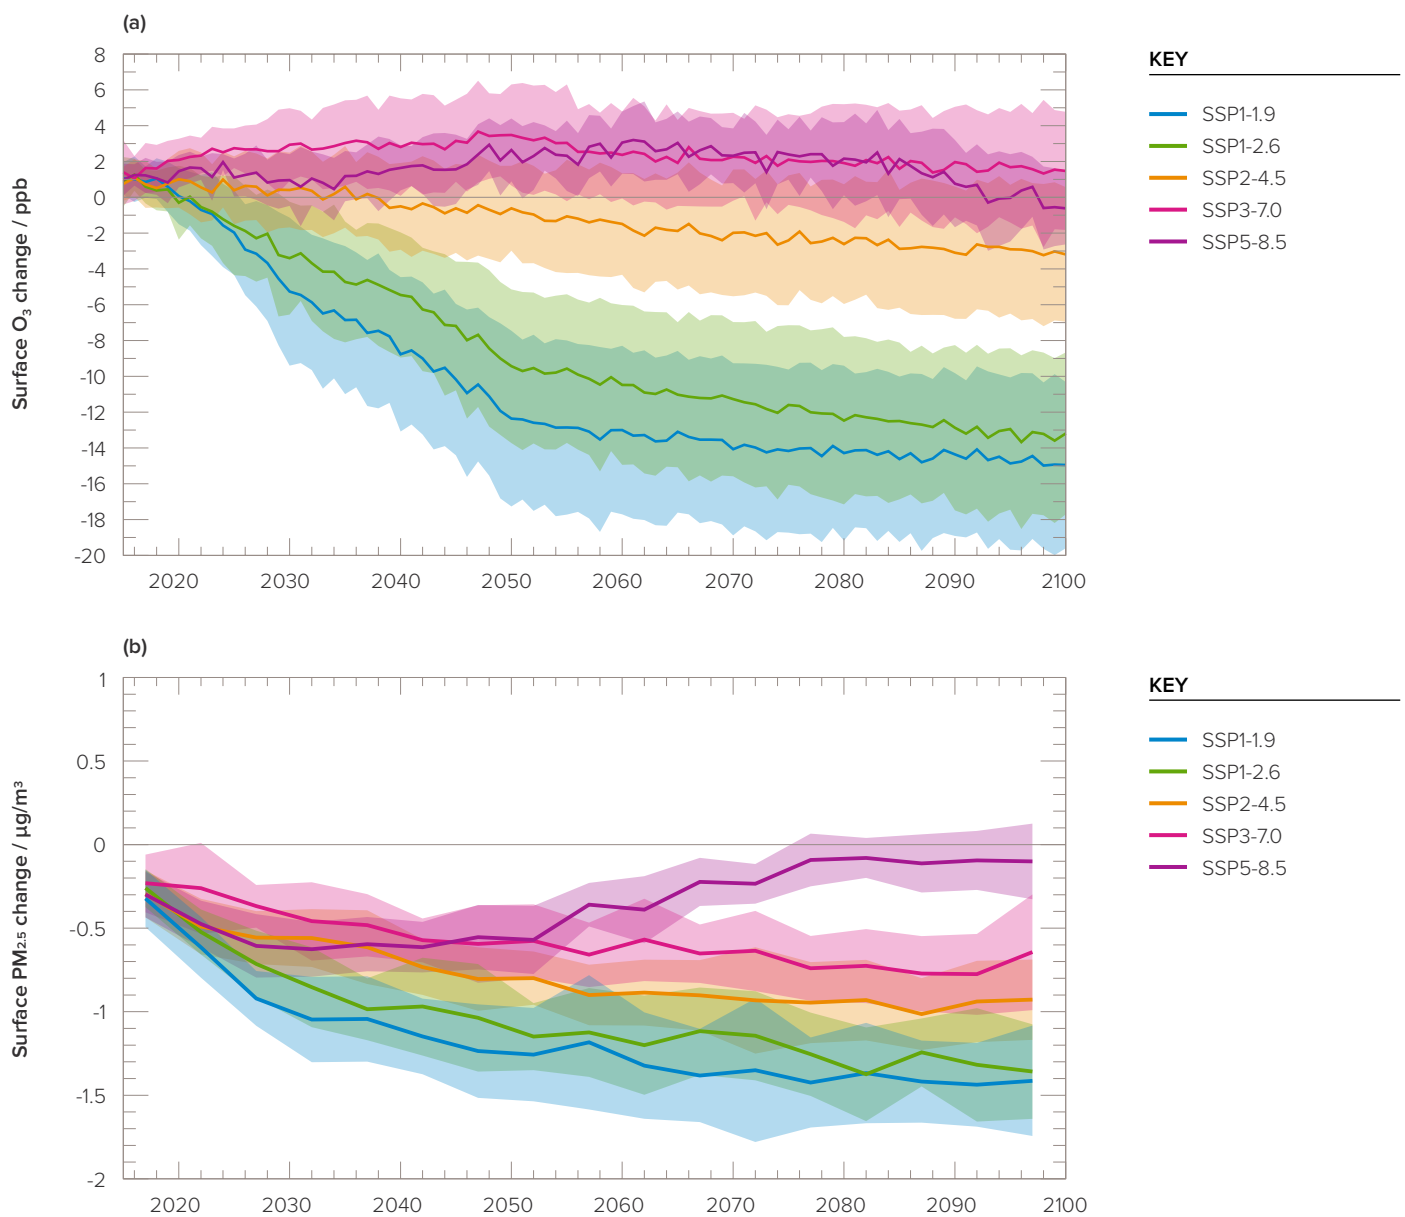 (a)
Surface O₃ change / ppb
8
6
4
2
0
-2
-4
-6
-8
-10
-12
-14
-16
-18
-20
2020 2030 2040 2050 2060 2070 2080 2090 2100
KEY
SSP1-1.9
SSP1-2.6
SSP2-4.5
SSP3-7.0
SSP5-8.5
(b)
Surface PM₂.₅ change / µg/m³
1
0.5
0
-0.5
-1
-1.5
-2
2020 2030 2040 2050 2060 2070 2080 2090 2100
KEY
SSP1-1.9
SSP1-2.6
SSP2-4.5
SSP3-7.0
SSP5-8.5